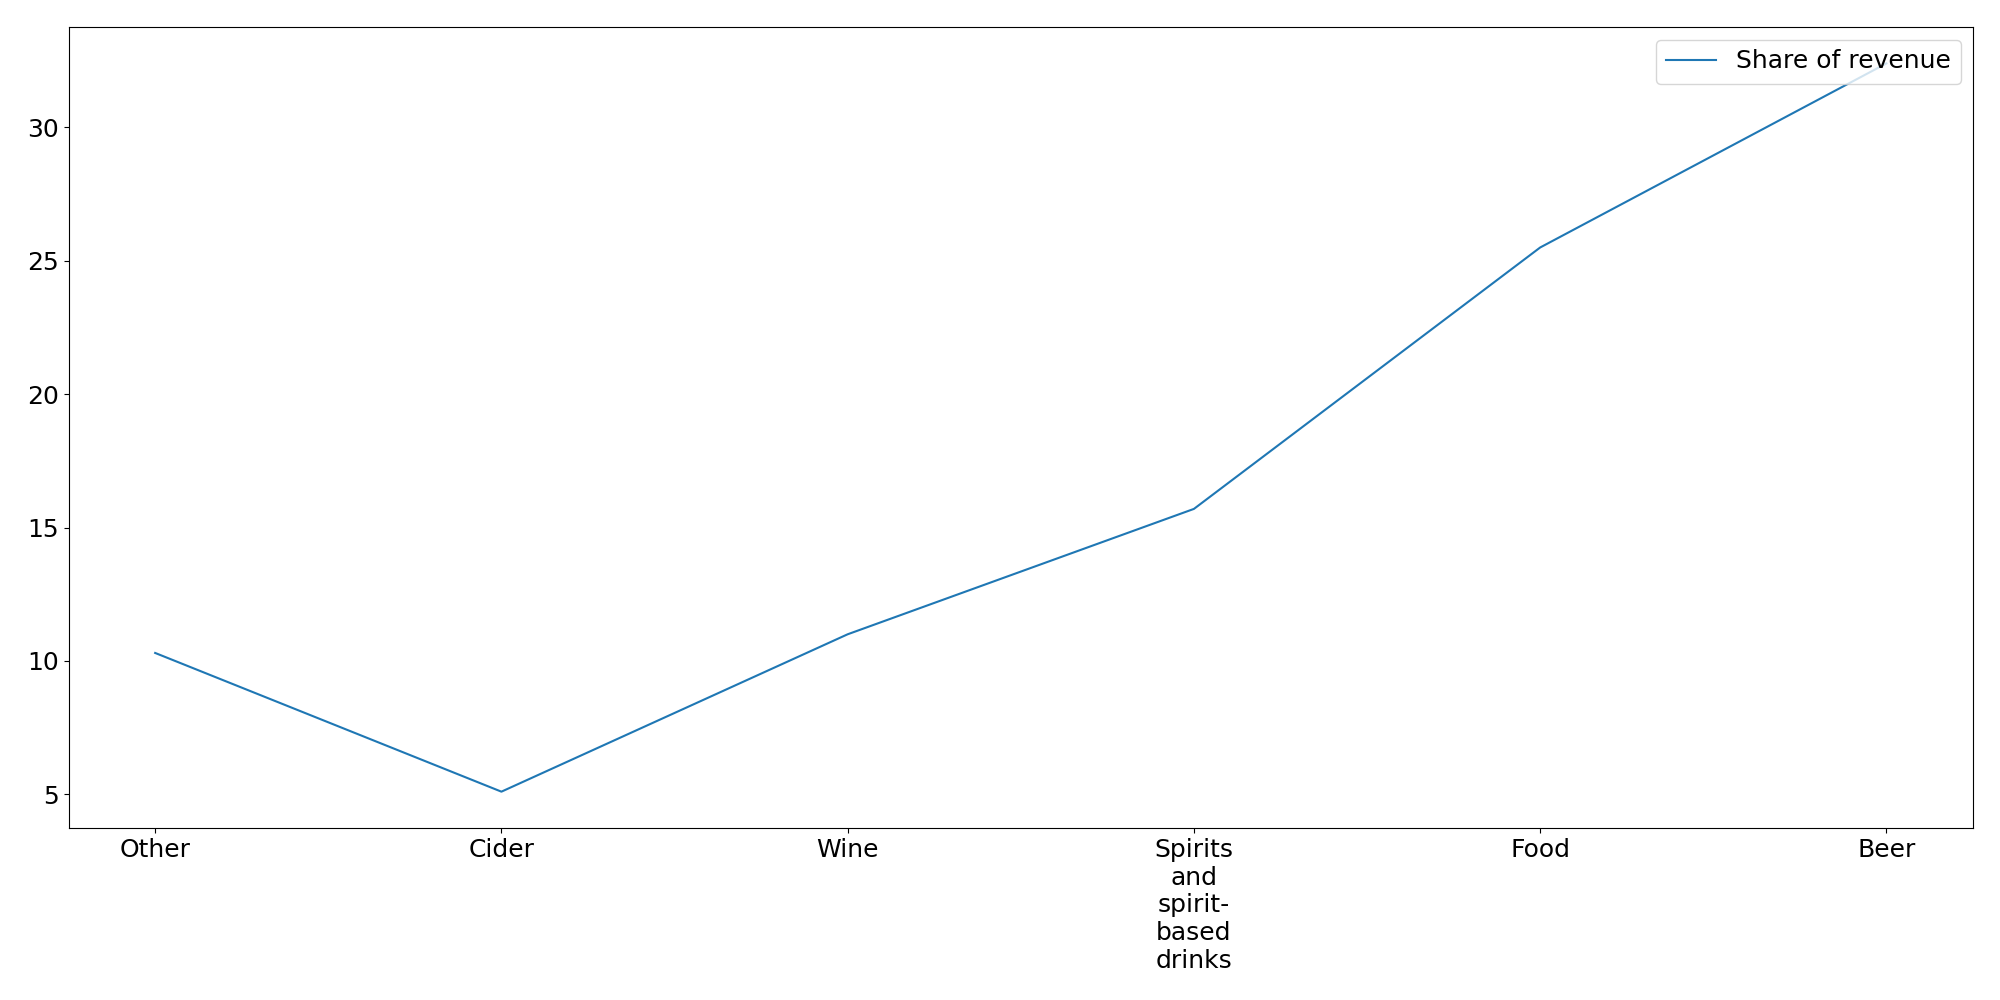 Share of revenue
30
25
20
15
10
5
Other Cider Wine Spirits Food Beer
and
spirit-
based
drinks